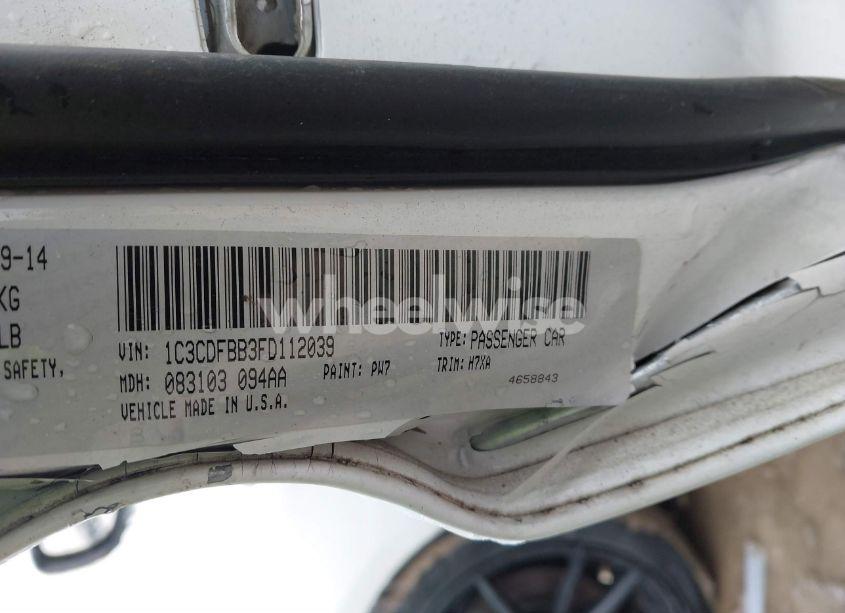 9-14
KG
LB
SAFETY,
wheelwise
VIN: 1C3CDFBB3FD112039
TYPE: PASSENGER CAR
MDH: 083103 094AA
PAINT: PW7
TRIM: H7XA
VEHICLE MADE IN U.S.A.
4658843